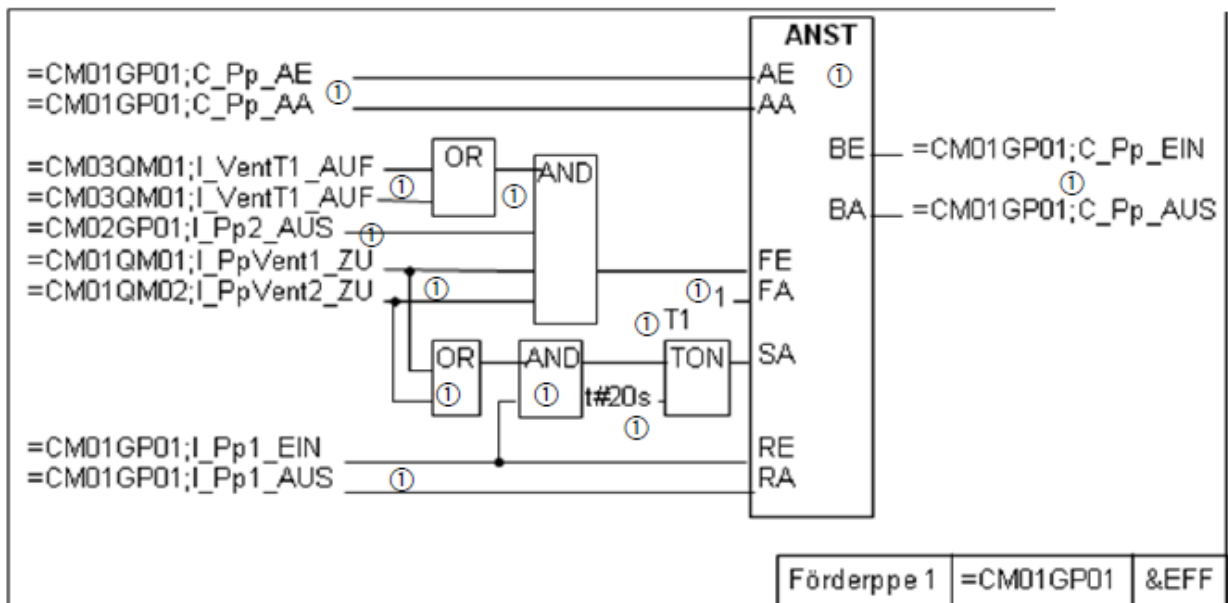 ANST
=CM01GP01;C_Pp_AE ① AE ①
=CM01GP01;C_Pp_AA AA
BE =CM01GP01;C_Pp_EIN
①
BA =CM01GP01;C_Pp_AUS
=CM03QM01;I_VentT1_AUF OR AND
=CM03QM01;I_VentT1_AUF ① ①
=CM02GP01;I_Pp2_AUS ①
=CM01QM01;I_PpVent1_ZU FE
=CM01QM02;I_PpVent2_ZU ① ① 1 FA
① T1
OR AND TON SA
① ① t#20s
①
=CM01GP01;I_Pp1_EIN RE
=CM01GP01;I_Pp1_AUS ① RA
Förderppe 1 =CM01GP01 &EFF